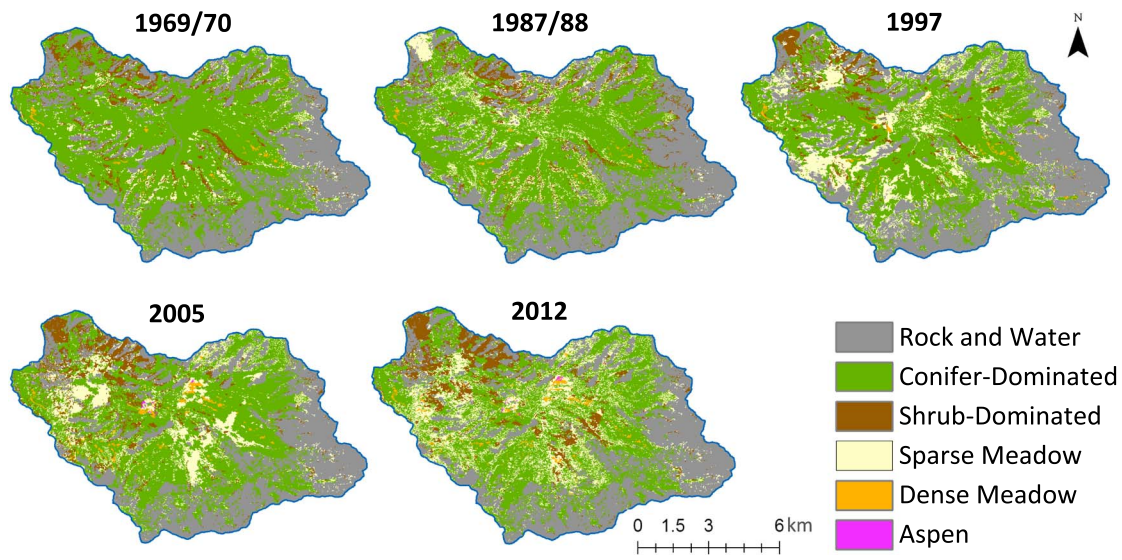 1969/70
1987/88
1997
N
2005
2012
Rock and Water
Conifer-Dominated
Shrub-Dominated
Sparse Meadow
Dense Meadow
Aspen
0 1.5 3 6 km